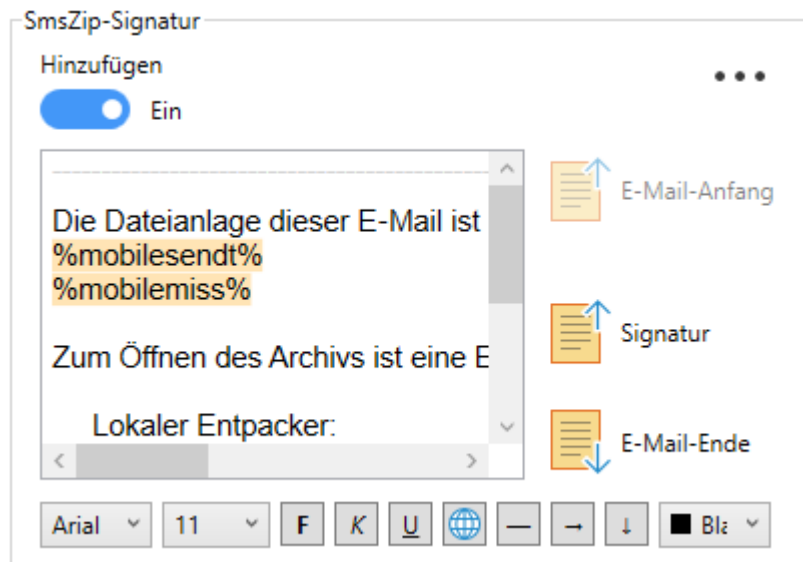 SmsZip-Signatur
Hinzufügen
Ein
Die Dateianlage dieser E-Mail ist
%mobilesendt%
%mobilemiss%
Zum Öffnen des Archivs ist eine E
Lokaler Entpacker:
E-Mail-Anfang
Signatur
E-Mail-Ende
Arial 11 F K U Bla